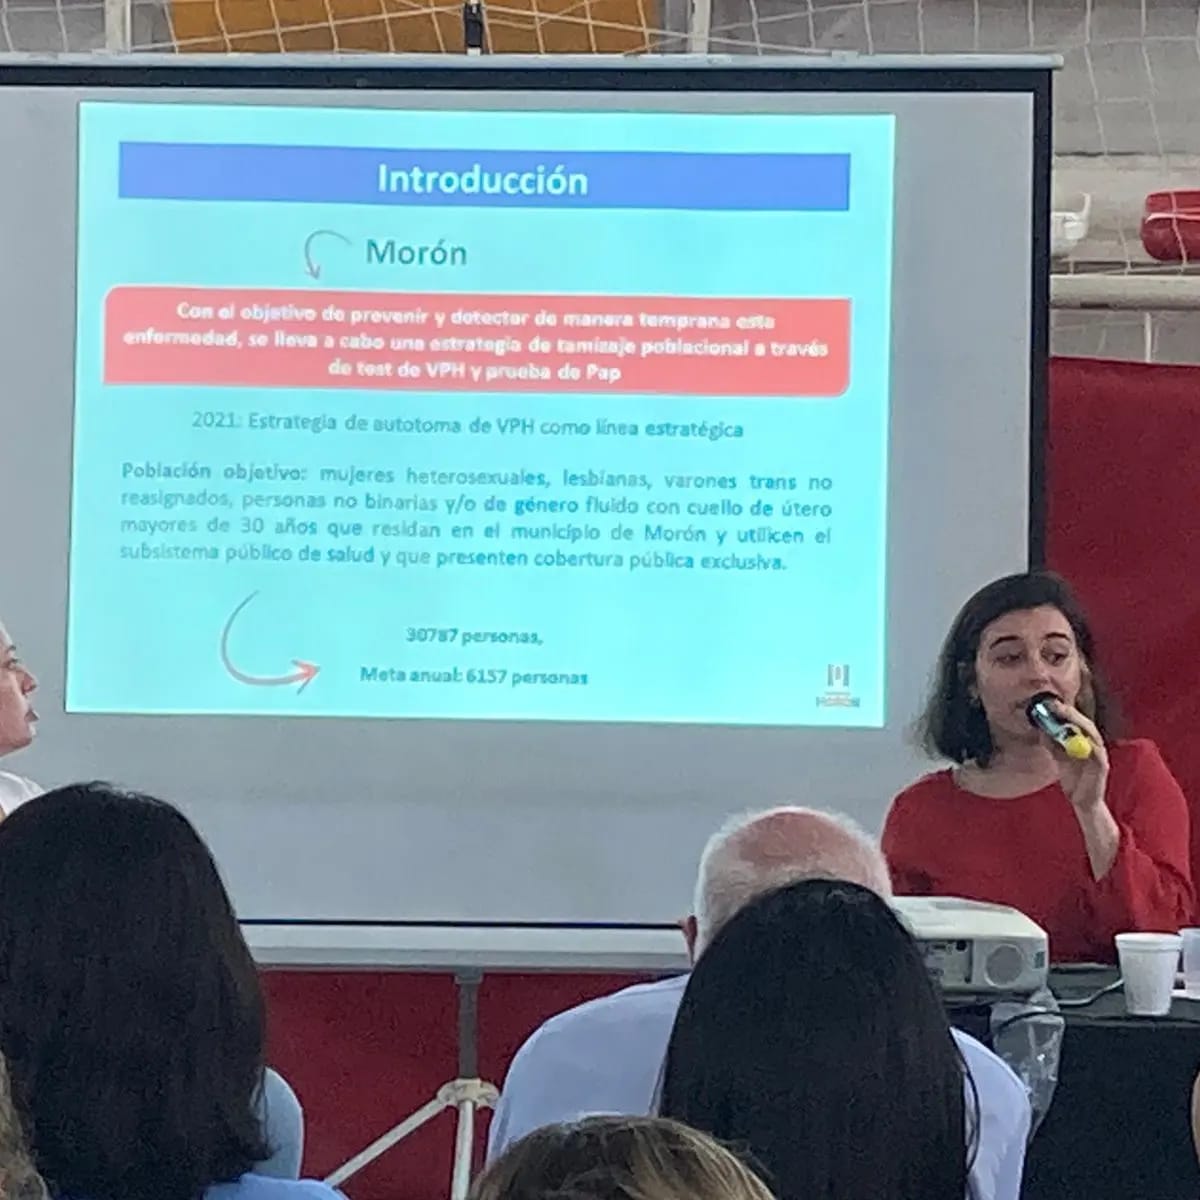 Introducción
Morón
Con el objetivo de prevenir y detectar de manera temprana esta
enfermedad, se lleva a cabo una estrategia de tamizaje poblacional a través
de test de VPH y prueba de Pap
2021: Estrategia de autotoma de VPH como línea estratégica
Población objetivo: mujeres heterosexuales, lesbianas, varones trans no
reasignados, personas no binarias y/o de género fluido con cuello de útero
mayores de 30 años que residan en el municipio de Morón y utilicen el
subsistema público de salud y que presenten cobertura pública exclusiva.
30787 personas,
Meta anual: 6157 personas